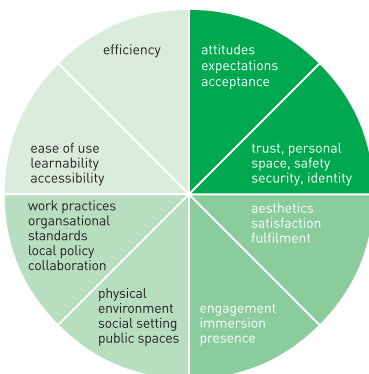 efficiency
attitudes
expectations
acceptance
trust, personal
space, safety
security, identity
aesthetics
satisfaction
fulfilment
engagement
immersion
presence
physical
environment
social setting
public spaces
work practices
organsational
standards
local policy
collaboration
ease of use
learnability
accessibility